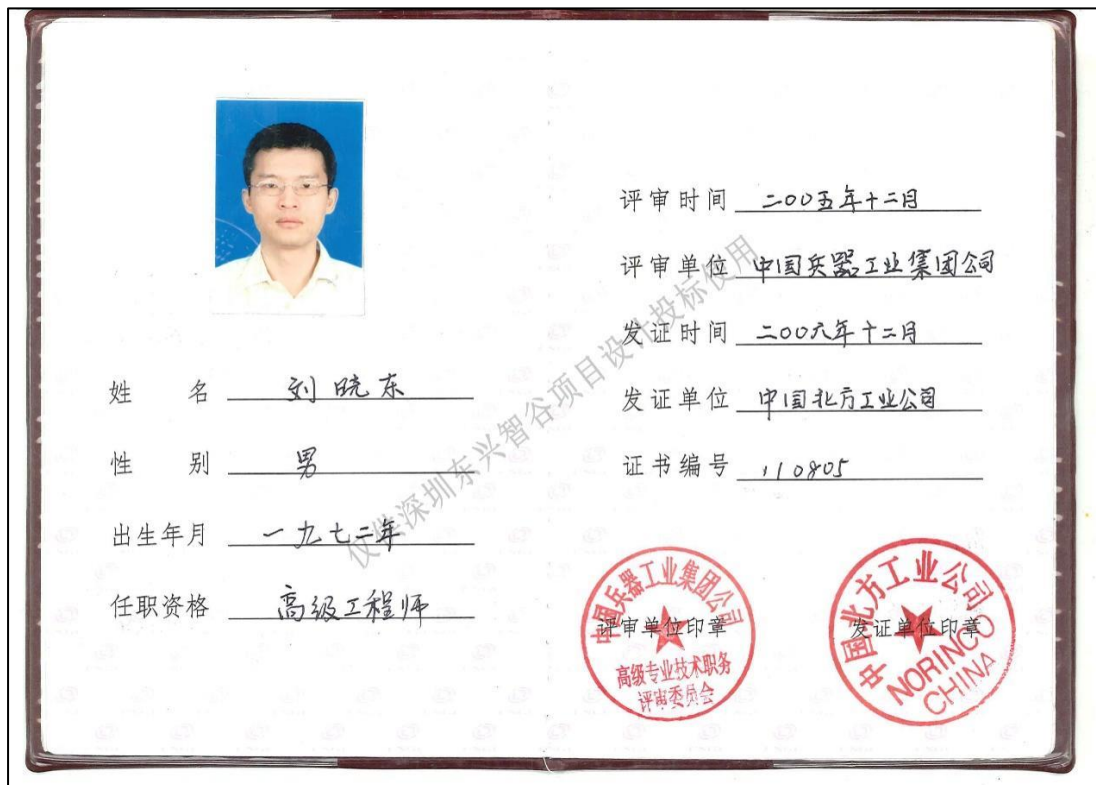 姓 名 刘晓东
性 别 男
出生年月 一九七二年
任职资格 高级工程师
评审时间 二〇〇五年十二月
评审单位 中国兵器工业集团公司
发证时间 二〇〇六年十二月
发证单位 中国北方工业公司
证书编号 110805
仅供深圳东兴智谷项目设计投标使用
中国兵器工业集团公司
评审单位印章
高级专业技术职务
评审委员会
中国北方工业公司
发证单位印章
NORINCO
CHINA